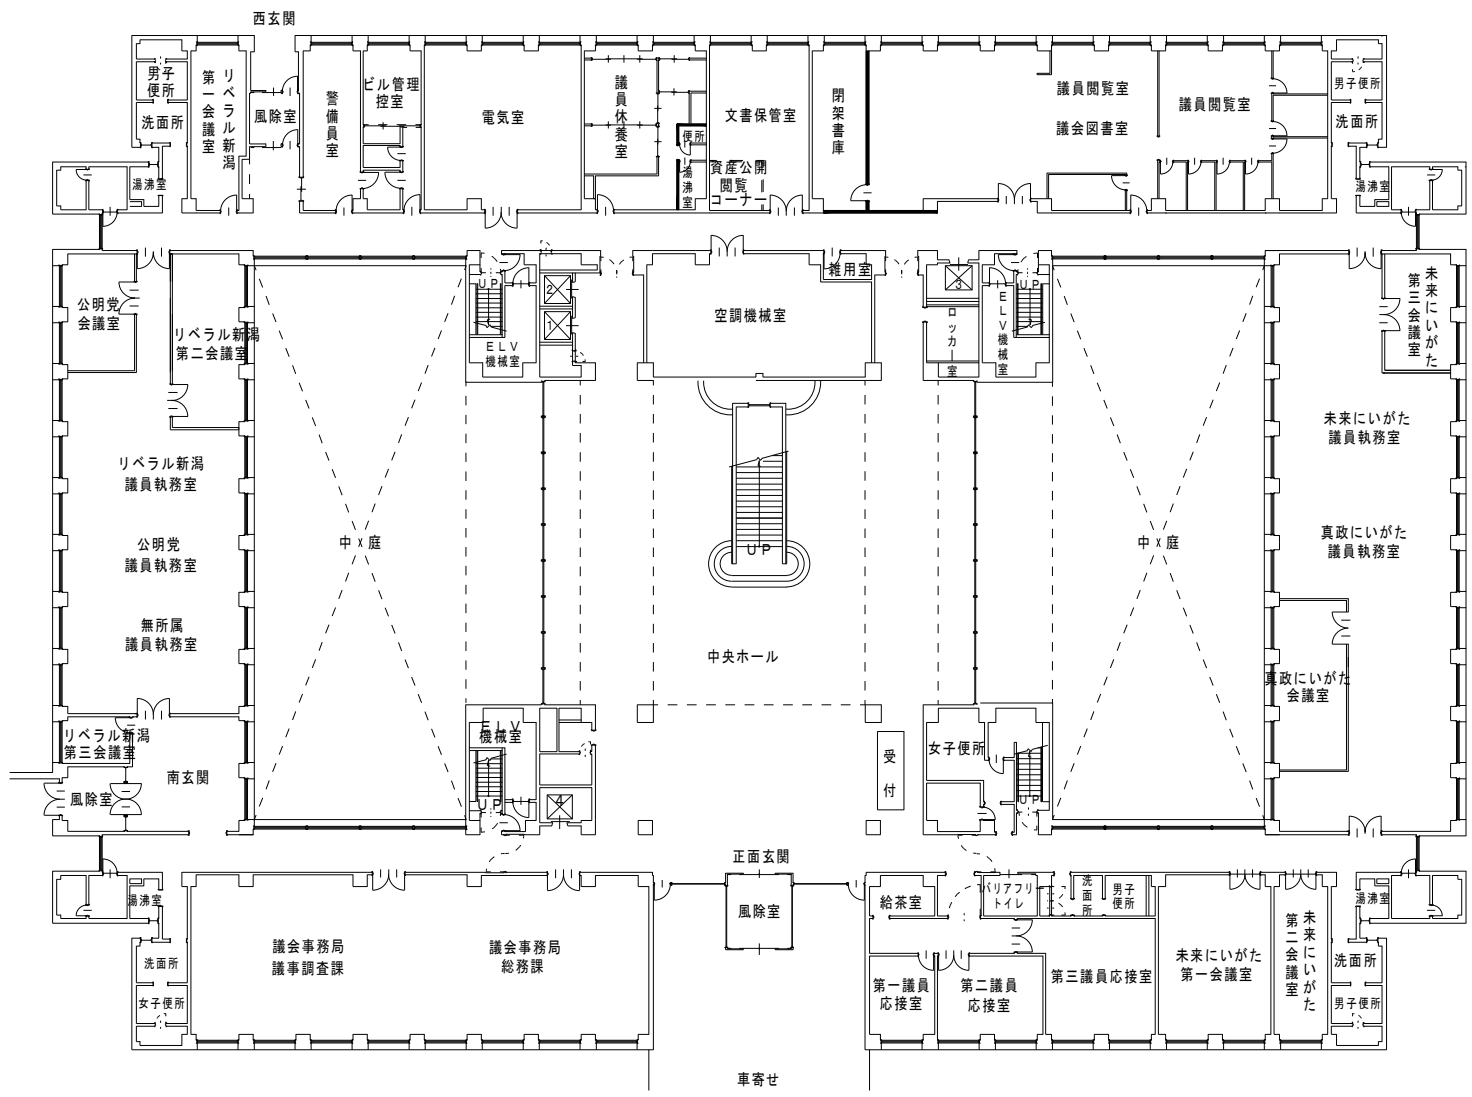 西玄関
男子
便所
洗面所
湯沸室
リベラル新潟
第一会議室
風除室
警備員室
ビル管理
控室
電気室
議員休養室
便所
湯沸室
文書保管室
資産公開
閲覧
コーナー
閉架書庫
議員閲覧室
議会図書室
議員閲覧室
男子便所
洗面所
湯沸室
公明党
会議室
リベラル新潟
第二会議室
UP
ELV
機械室
2
1
空調機械室
雑用室
3
ロッカー室
ELV機械室
UP
未来にいがた
第三会議室
リベラル新潟
議員執務室
公明党
議員執務室
無所属
議員執務室
中庭
UP
中央ホール
中庭
未来にいがた
議員執務室
真政にいがた
議員執務室
真政にいがた
会議室
リベラル新潟
第三会議室
南玄関
風除室
ELV
機械室
UP
4
受付
女子便所
UP
湯沸室
洗面所
女子便所
議会事務局
議事調査課
議会事務局
総務課
正面玄関
風除室
給茶室
バリアフリー
トイレ
洗面所
男子
便所
第一議員
応接室
第二議員
応接室
第三議員応接室
未来にいがた
第一会議室
未来にいがた
第二会議室
湯沸室
洗面所
男子便所
車寄せ